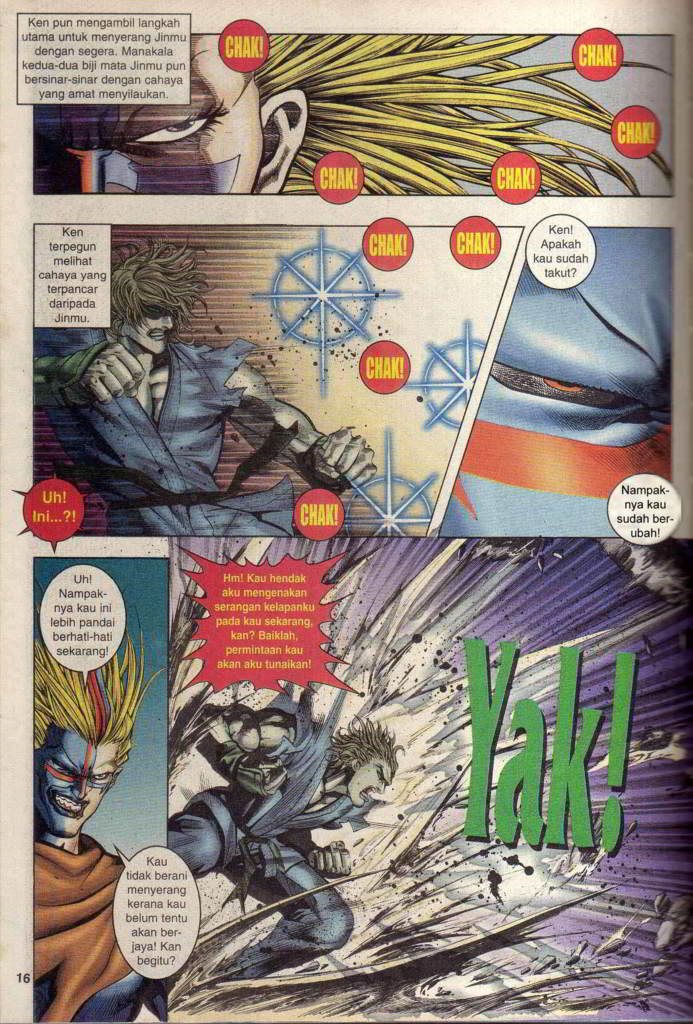 Ken pun mengambil langkah
utama untuk menyerang Jinmu
dengan segera. Manakala
kedua-dua biji mata Jinmu pun
bersinar-sinar dengan cahaya
yang amat menyilaukan.
CHAK!
CHAK!
CHAK!
CHAK!
CHAK!
Ken
terpegun
melihat
cahaya yang
terpancar
daripada
Jinmu.
CHAK!
CHAK!
CHAK!
CHAK!
Uh!
Ini...?!
Ken!
Apakah
kau sudah
takut?
Nampak-
nya kau
sudah ber-
ubah!
Uh!
Nampak-
nya kau ini
lebih pandai
berhati-hati
sekarang!
Kau
tidak berani
menyerang
kerana kau
belum tentu
akan ber-
jaya! Kan
begitu?
Hm! Kau hendak
aku mengenakan
serangan kelapanku
pada kau sekarang,
kan? Baiklah,
permintaan kau
akan aku tunaikan!
Yak!
16